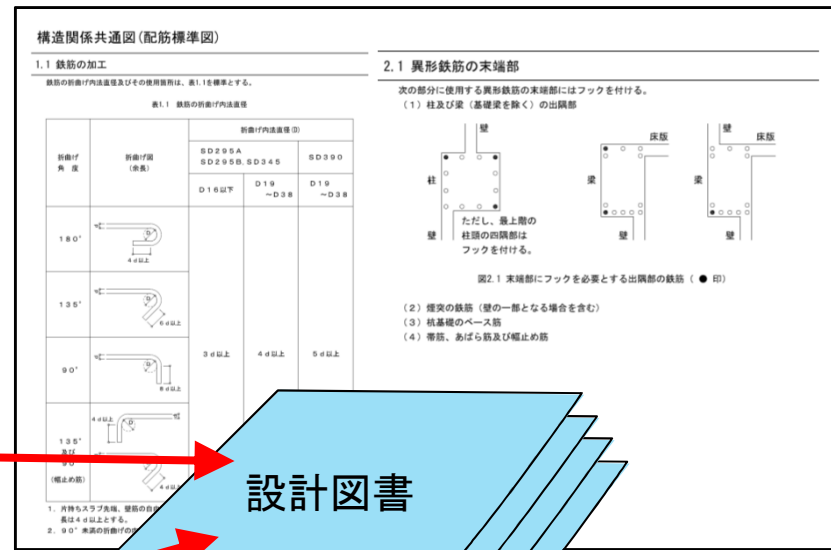 構造関係共通図(配筋標準図)
1.1 鉄筋の加工
鉄筋の折曲げ内法直径及びその使用箇所は、表1.1を標準とする。
表1.1 鉄筋の折曲げ内法直径
折曲げ内法直径(D)
折曲げ
角 度
折曲げ図
(余長)
SD295A
SD295B,SD345
SD390
D16以下
D19
~D38
D19
~D38
180°
D
4d以上
135°
D
6d以上
90°
D
8d以上
3d以上
4d以上
5d以上
135°
及び
90°
(幅止め筋)
4d以上
D
4d以上
1. 片持ちスラブ先端、壁筋の自由
長は4d以上とする。
2. 90°未満の折曲げの
2.1 異形鉄筋の末端部
次の部分に使用する異形鉄筋の末端部にはフックを付ける。
(1)柱及び梁(基礎梁を除く)の出隅部
壁
柱
壁
ただし、最上階の
柱頭の四隅部は
フックを付ける。
床版
梁
壁
壁
床版
梁
壁
図2.1 末端部にフックを必要とする出隅部の鉄筋( ● 印)
(2)煙突の鉄筋(壁の一部となる場合を含む)
(3)杭基礎のベース筋
(4)帯筋、あばら筋及び幅止め筋
設計図書